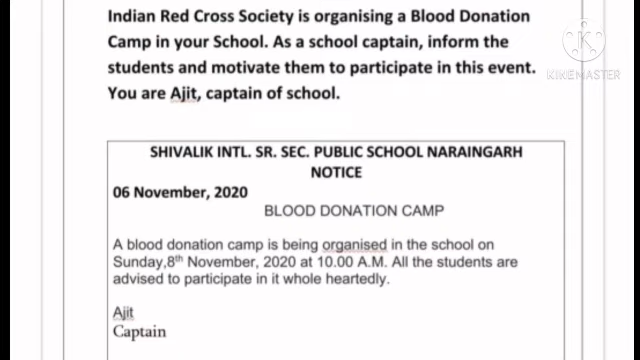 Indian Red Cross Society is organising a Blood Donation
Camp in your School. As a school captain, inform the
students and motivate them to participate in this event.
You are Ajit, captain of school.
KINEMASTER
SHIVALIK INTL. SR. SEC. PUBLIC SCHOOL NARAINGARH
NOTICE
06 November, 2020
BLOOD DONATION CAMP
A blood donation camp is being organised in the school on
Sunday,8th November, 2020 at 10.00 A.M. All the students are
advised to participate in it whole heartedly.
Ajit
Captain